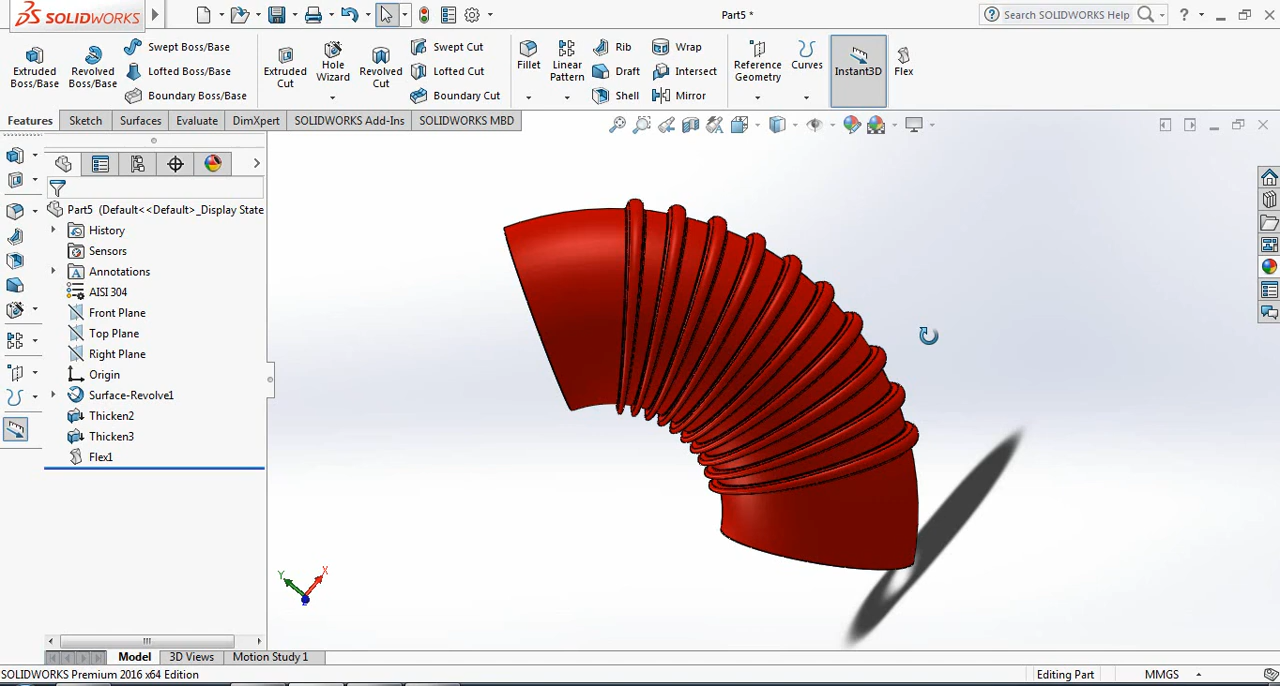 SOLIDWORKS
Part5 *
Search SOLIDWORKS Help
?
Extruded Boss/Base
Revolved Boss/Base
Swept Boss/Base
Lofted Boss/Base
Boundary Boss/Base
Extruded Cut
Hole Wizard
Revolved Cut
Swept Cut
Lofted Cut
Boundary Cut
Fillet
Linear Pattern
Rib
Draft
Shell
Wrap
Intersect
Mirror
Reference Geometry
Curves
Instant3D
Flex
Features
Sketch
Surfaces
Evaluate
DimXpert
SOLIDWORKS Add-Ins
SOLIDWORKS MBD
Part5 (Default<<Default>_Display State
History
Sensors
Annotations
AISI 304
Front Plane
Top Plane
Right Plane
Origin
Surface-Revolve1
Thicken2
Thicken3
Flex1
Y
X
Model
3D Views
Motion Study 1
SOLIDWORKS Premium 2016 x64 Edition
Editing Part
MMGS